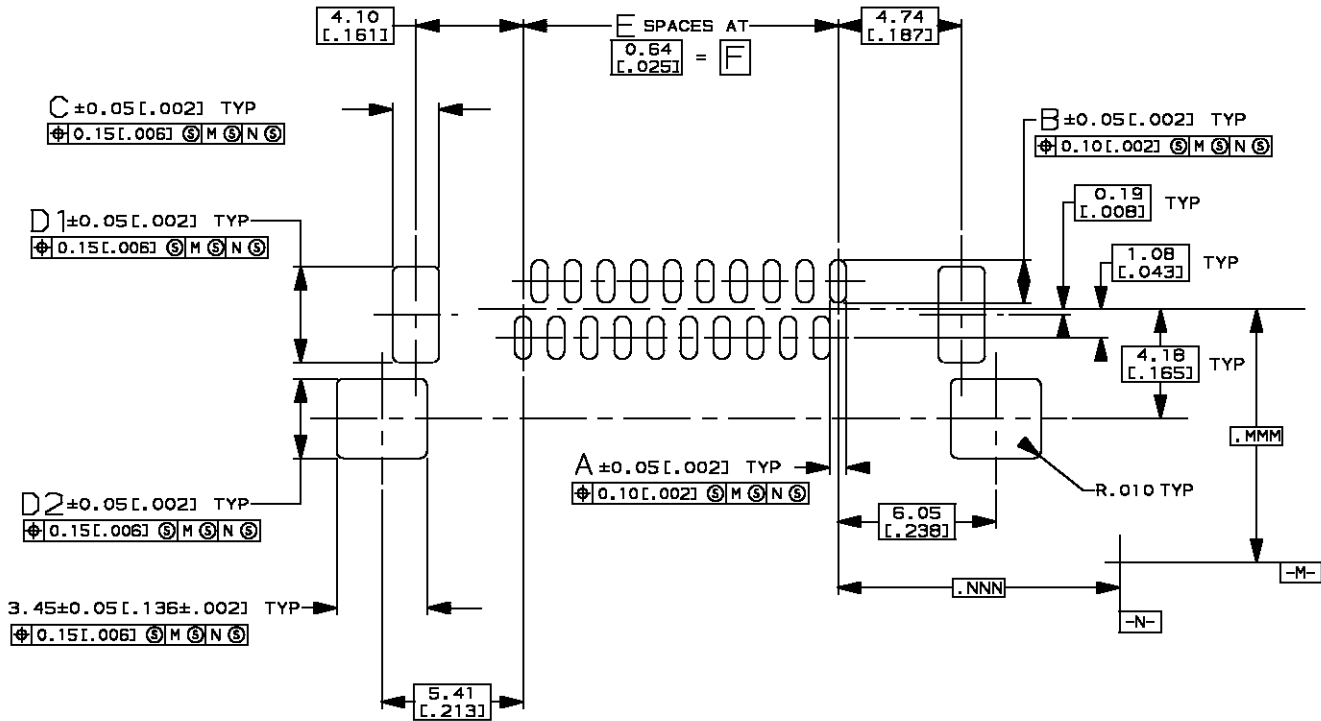 4.10
[.161]
E SPACES AT
0.64
[.025] = F
4.74
[.187]
C ±0.05[.002] TYP
⌖ 0.15[.006] Ⓢ M Ⓢ N Ⓢ
B ±0.05[.002] TYP
⌖ 0.10[.002] Ⓢ M Ⓢ N Ⓢ
0.19
[.008] TYP
D1±0.05[.002] TYP
⌖ 0.15[.006] Ⓢ M Ⓢ N Ⓢ
1.08
[.043] TYP
4.18
[.165] TYP
.MMM
A ±0.05[.002] TYP
⌖ 0.10[.002] Ⓢ M Ⓢ N Ⓢ
R.010 TYP
D2±0.05[.002] TYP
⌖ 0.15[.006] Ⓢ M Ⓢ N Ⓢ
6.05
[.238]
-M-
.NNN
-N-
3.45±0.05[.136±.002] TYP
⌖ 0.15[.006] Ⓢ M Ⓢ N Ⓢ
5.41
[.213]